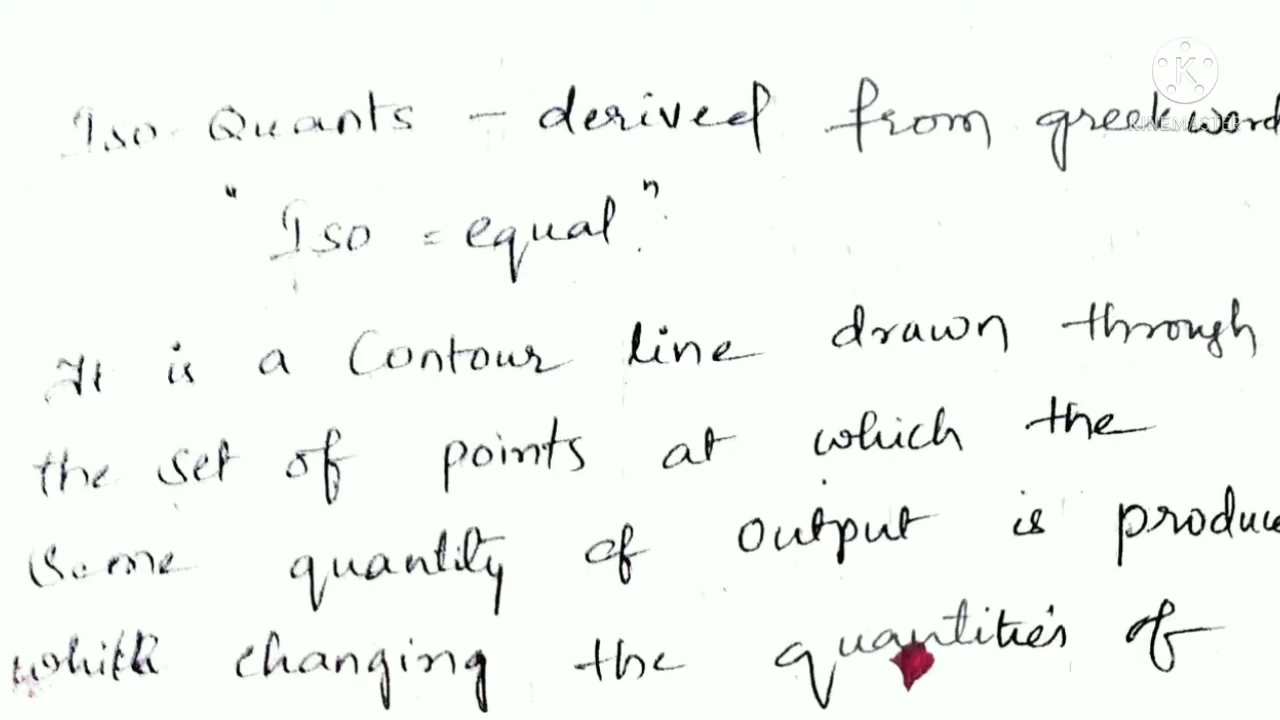 Iso-Quants – derived from greek word
"Iso = equal".
It is a Contour line drawn through
the set of points at which the
Same quantity of output is produce
changing the quantities of
K
KINEMASTER